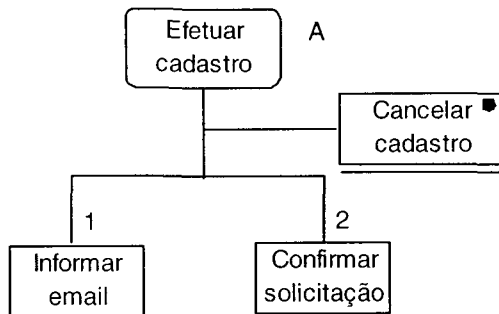 Efetuar
cadastro
A
Cancelar
cadastro
1
2
Informar
email
Confirmar
solicitação